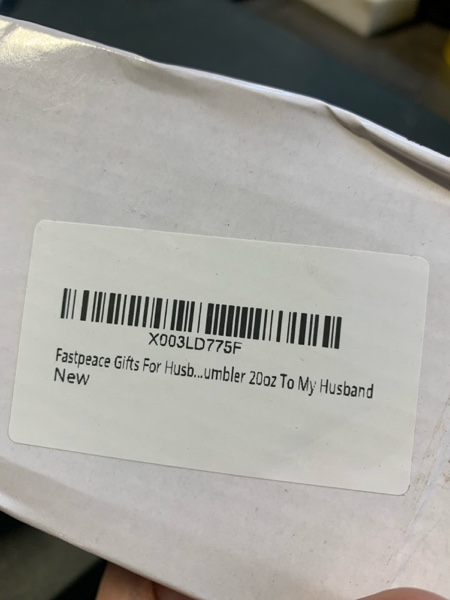 X003LD775F
Fastpeace Gifts For Husb...umbler 20oz To My Husband
New